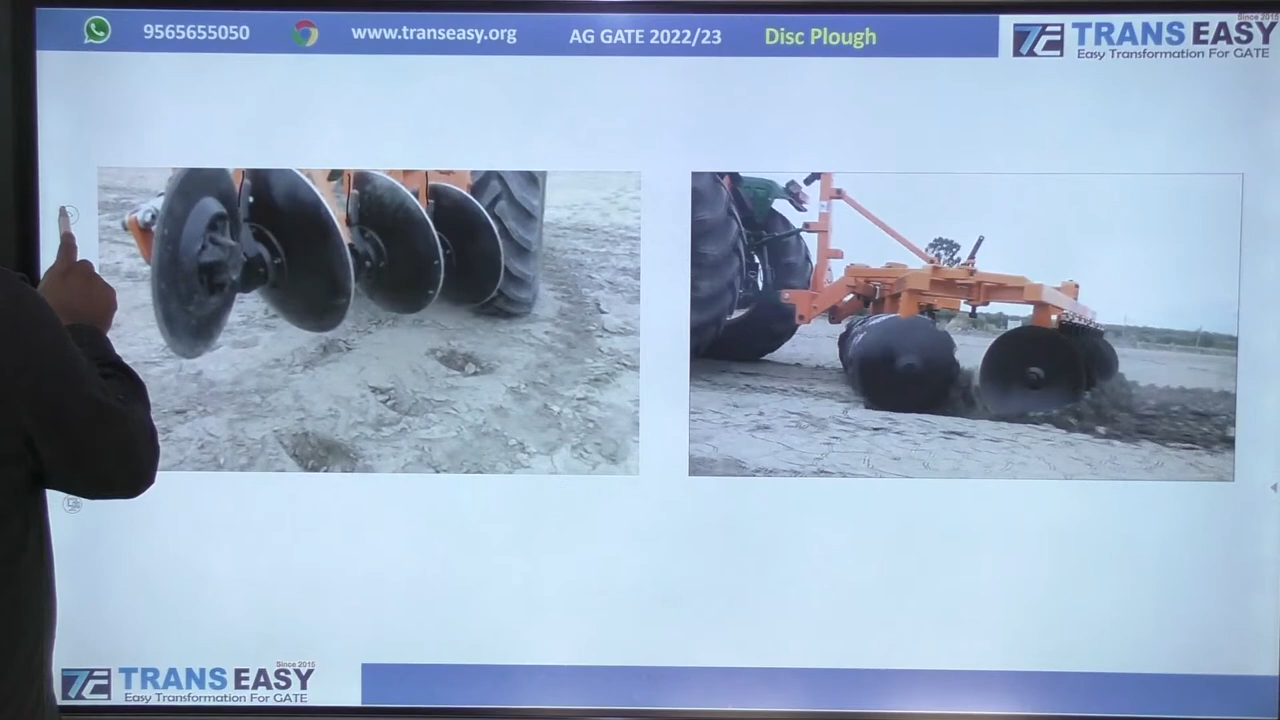 9565655050 www.transeasy.org AG GATE 2022/23 Disc Plough
Since 2015
TRANS EASY
Easy Transformation For GATE
Since 2015
TRANS EASY
Easy Transformation For GATE